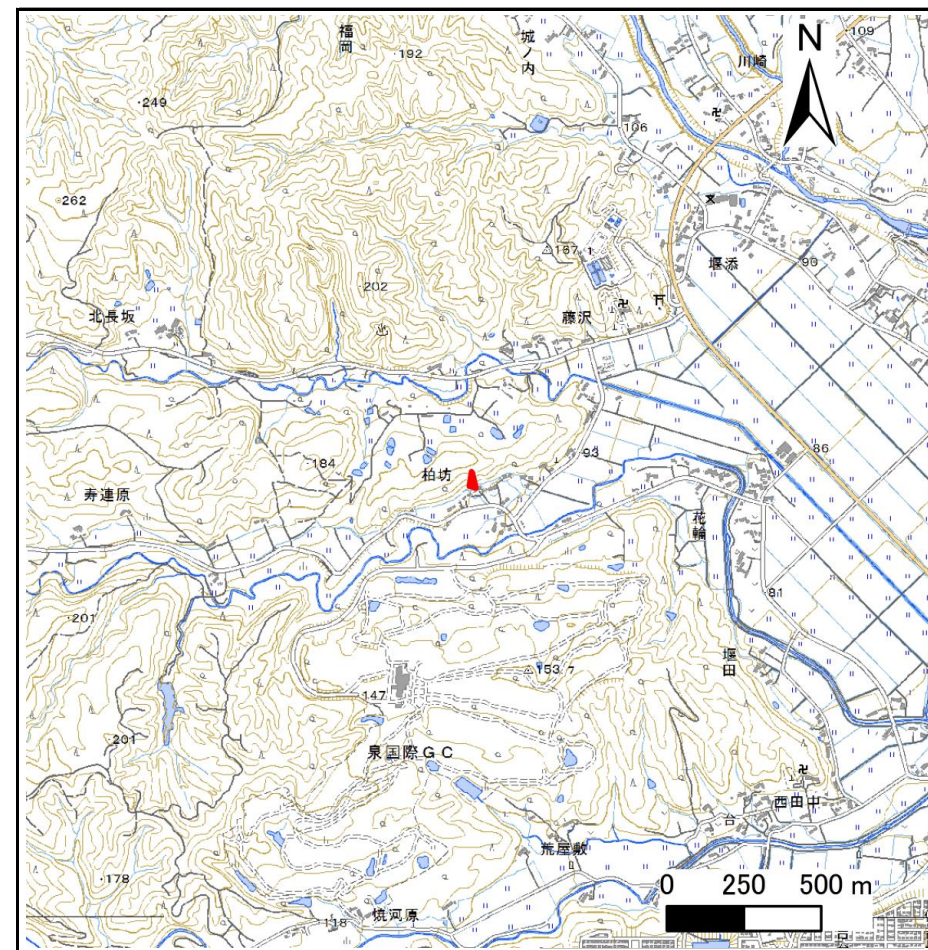 福岡
192
城ノ内
109
川崎
N
249
106
262
堰添
90
167.1
202
藤沢
北長坂
86
93
184
柏坊
寿連原
花輪
81
201
堰田
153.7
147
201
泉国際GC
西田中
台
荒屋敷
178
焼河原
118
0 250 500 m